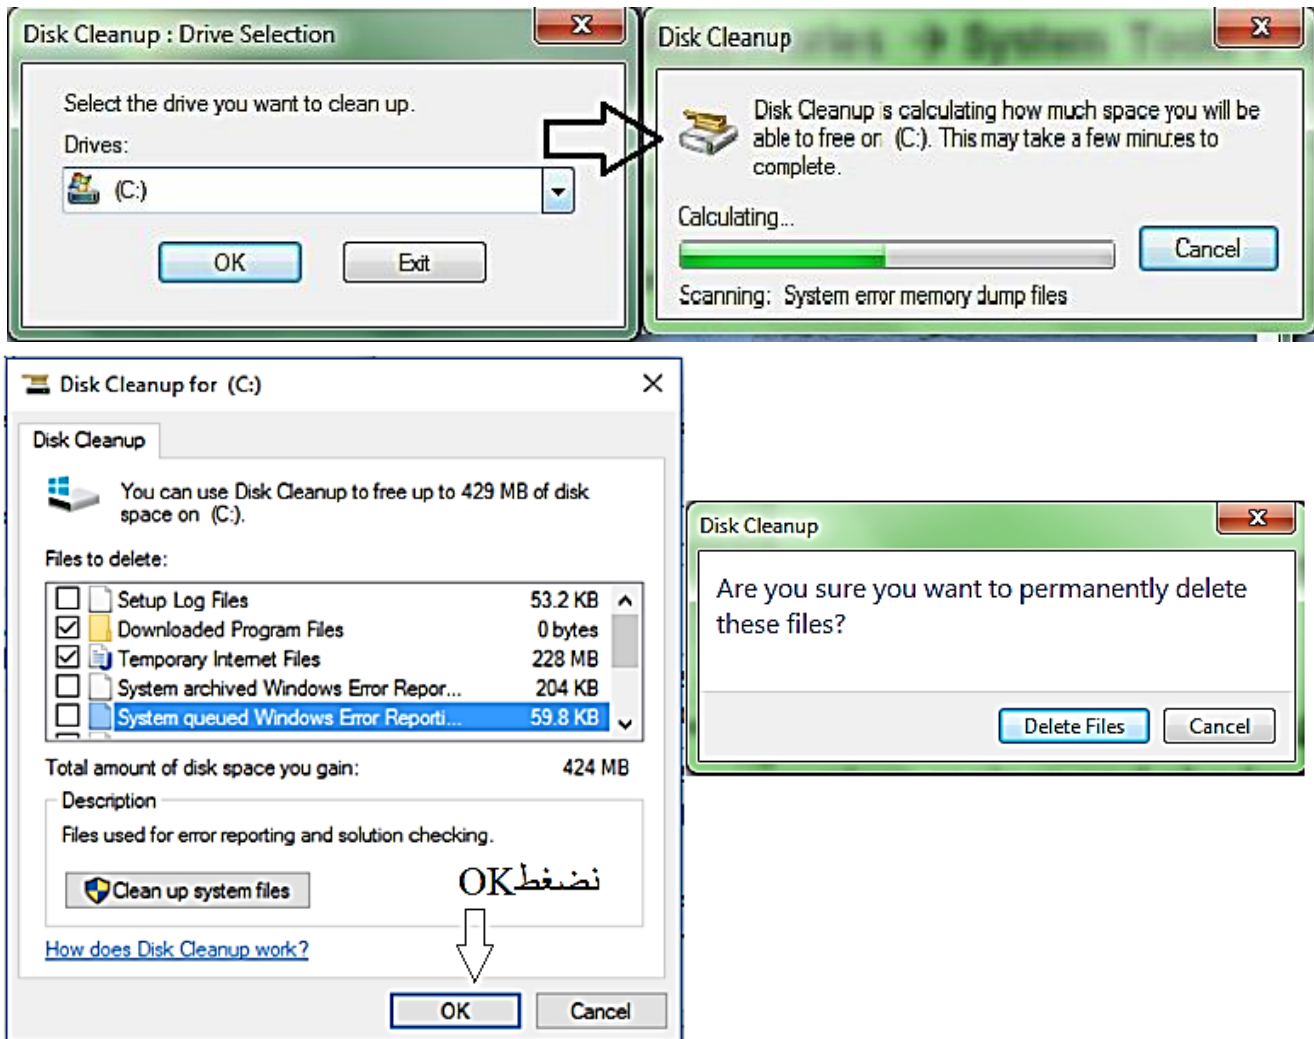 Disk Cleanup : Drive Selection
Select the drive you want to clean up.
Drives:
(C:)
OK
Exit
Disk Cleanup
Disk Cleanup is calculating how much space you will be
able to free on (C:). This may take a few minutes to
complete.
Calculating...
Cancel
Scanning: System error memory dump files
Disk Cleanup for (C:)
Disk Cleanup
You can use Disk Cleanup to free up to 429 MB of disk
space on (C:).
Files to delete:
Setup Log Files 53.2 KB
Downloaded Program Files 0 bytes
Temporary Internet Files 228 MB
System archived Windows Error Repor... 204 KB
System queued Windows Error Reporti... 59.8 KB
Total amount of disk space you gain: 424 MB
Description
Files used for error reporting and solution checking.
Clean up system files
نضغط OK
How does Disk Cleanup work?
OK
Cancel
Disk Cleanup
Are you sure you want to permanently delete
these files?
Delete Files
Cancel